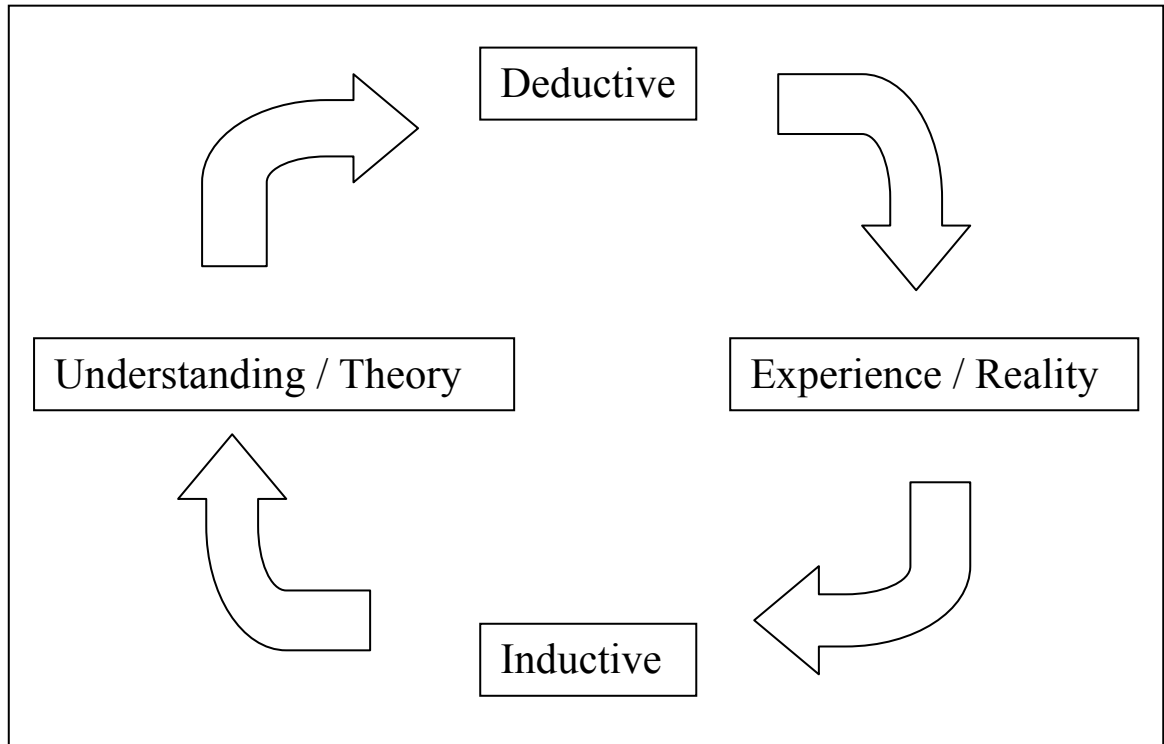 Deductive
Understanding / Theory
Experience / Reality
Inductive